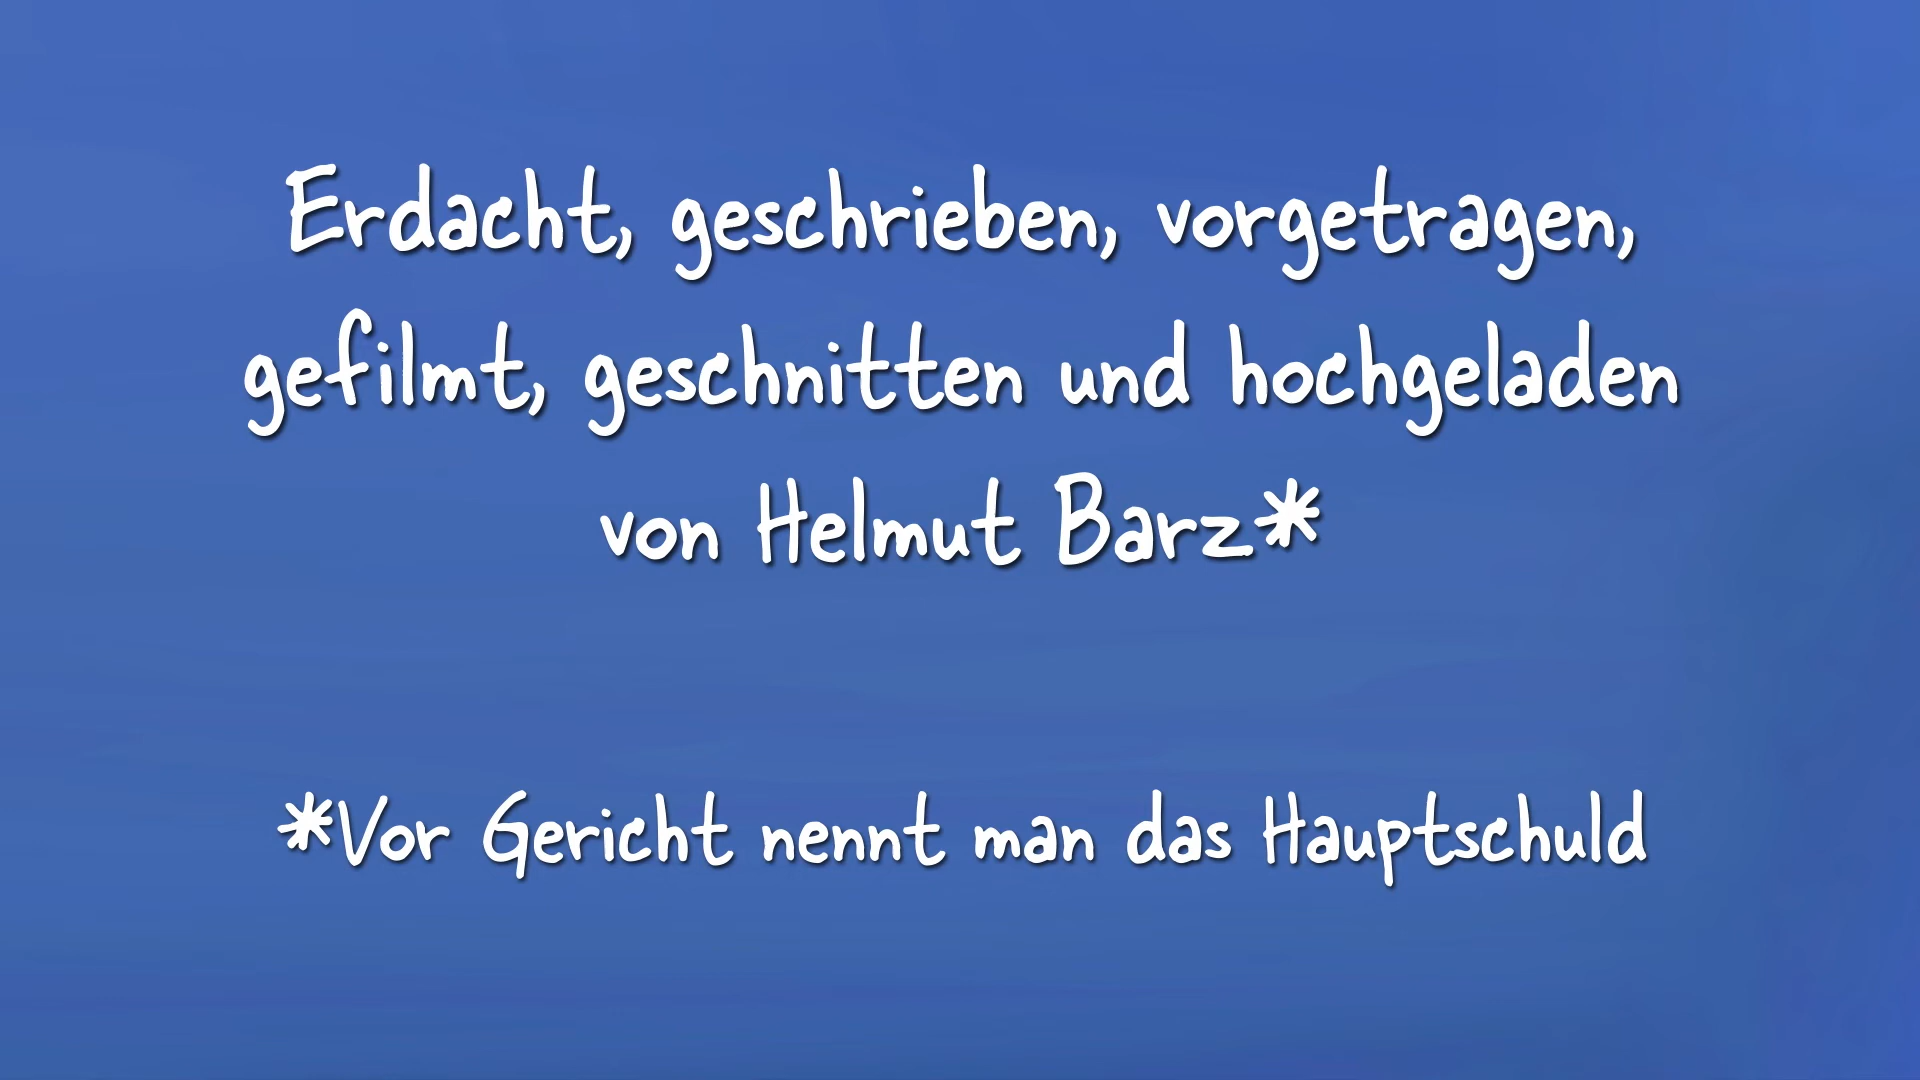 Erdacht, geschrieben, vorgetragen,
gefilmt, geschnitten und hochgeladen
von Helmut Barz*
*Vor Gericht nennt man das Hauptschuld